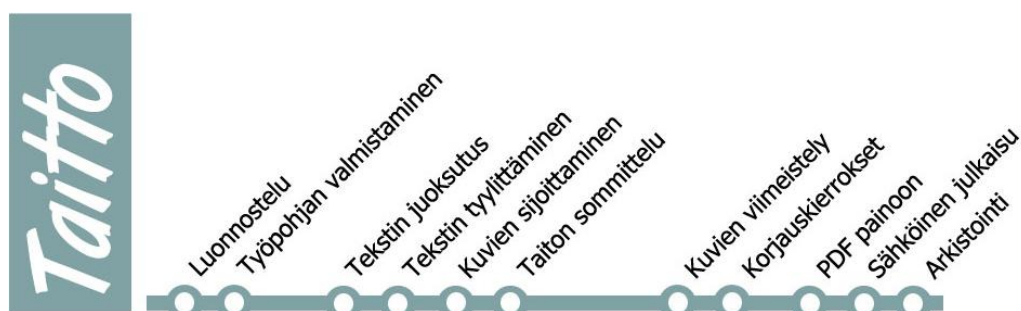 Taitto
Luonnostelu
Työpohjan valmistaminen
Tekstin juoksutus
Tekstin tyylittäminen
Kuvien sijoittaminen
Taiton sommittelu
Kuvien viimeistely
Korjauskierrokset
PDF painoon
Sähköinen julkaisu
Arkistointi